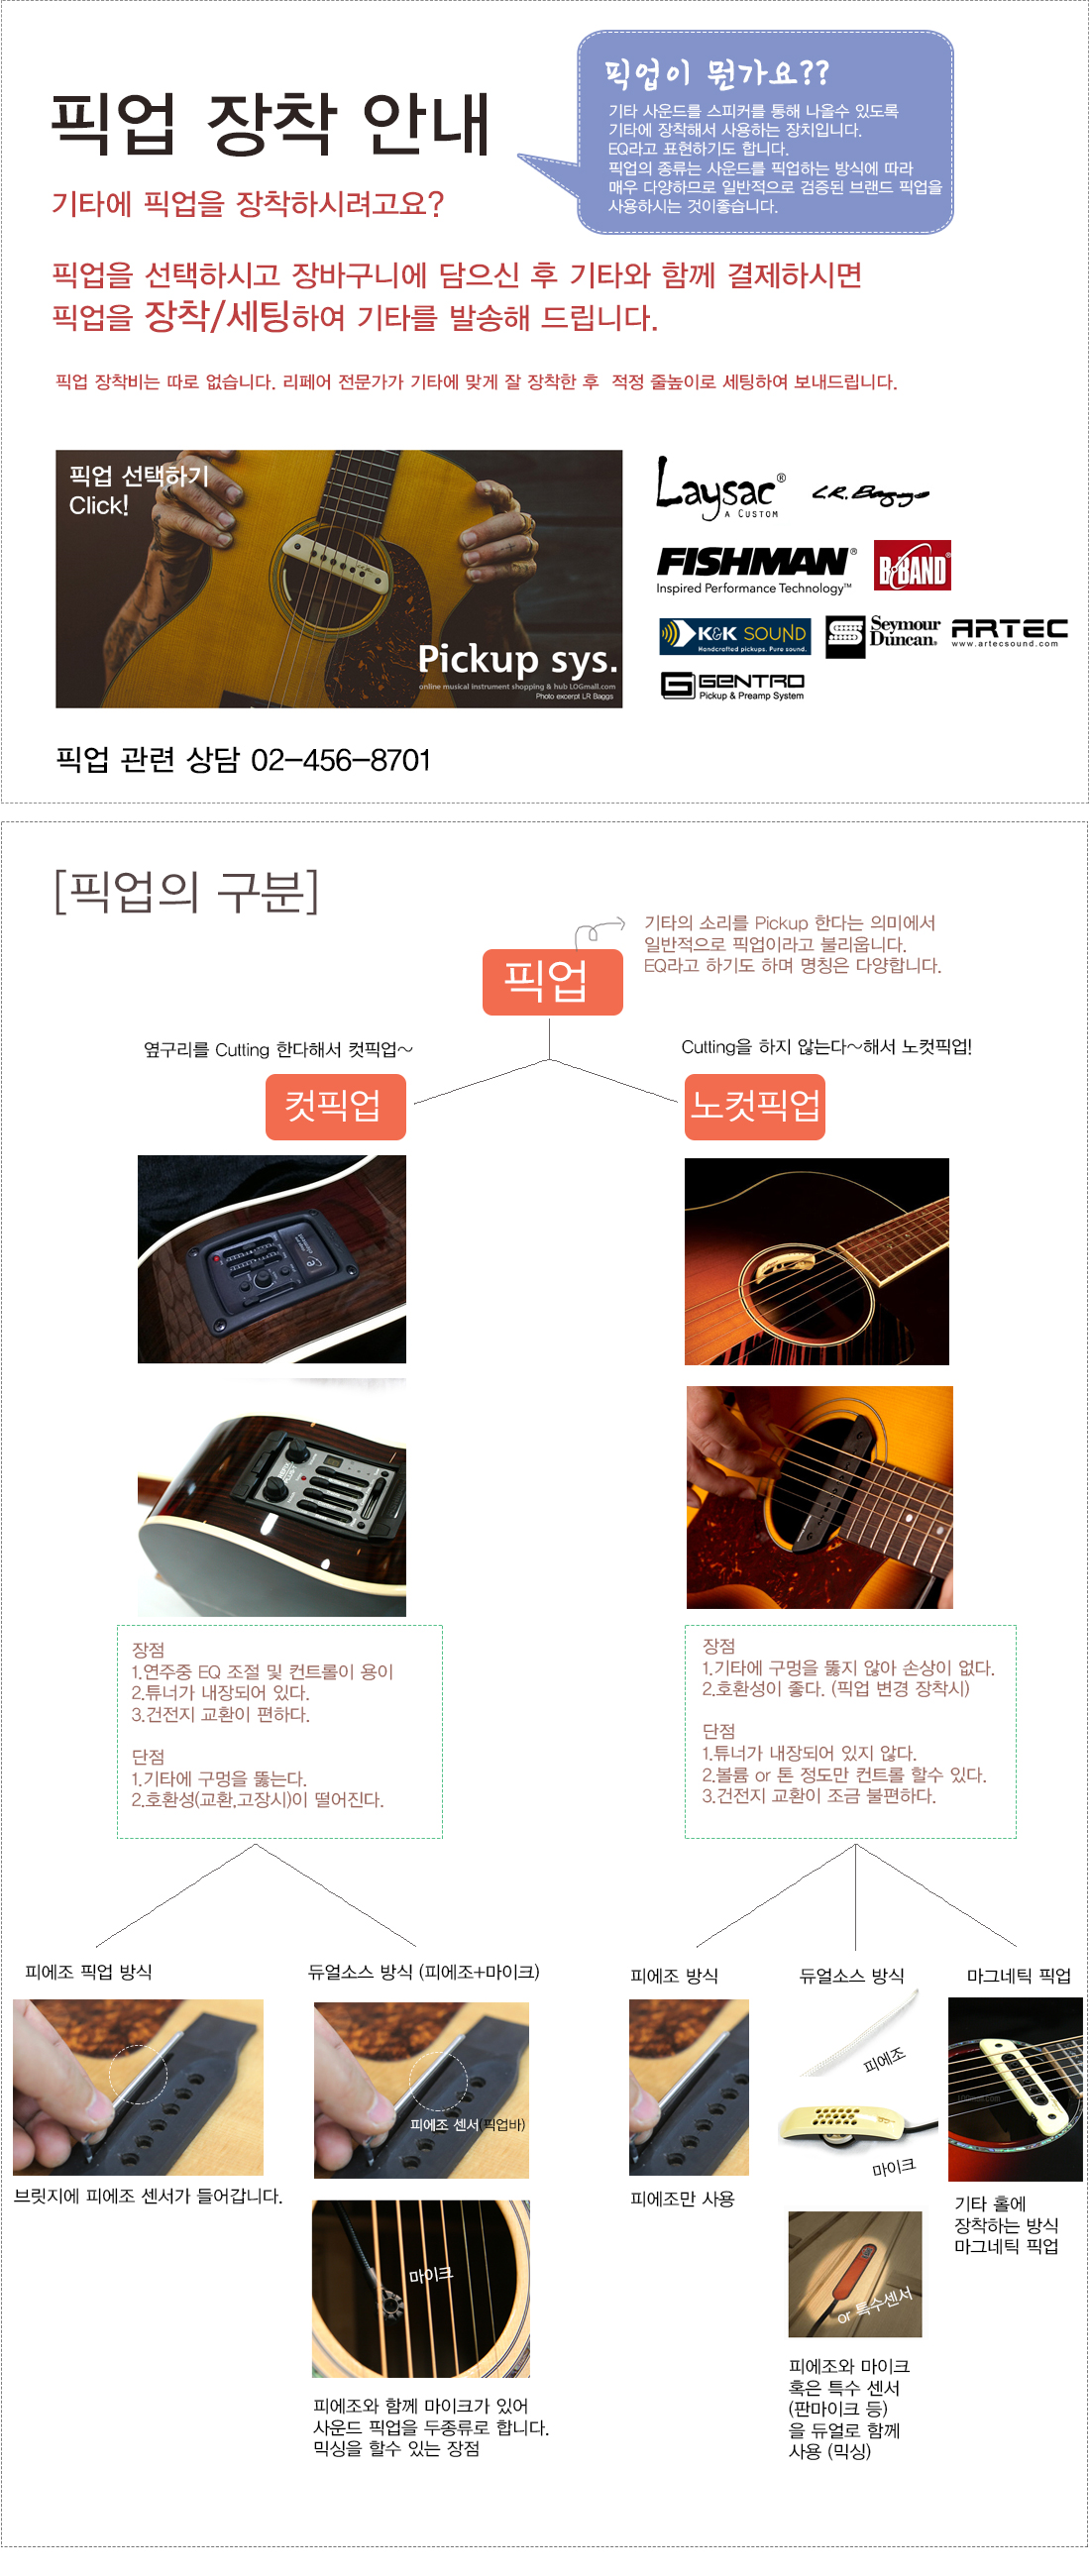 픽업 장착 안내
픽업이 뭔가요??
기타 사운드를 스피커를 통해 나올수 있도록
기타에 장착해서 사용하는 장치입니다.
EQ라고 표현하기도 합니다.
픽업의 종류는 사운드를 픽업하는 방식에 따라
매우 다양하므로 일반적으로 검증된 브랜드 픽업을
사용하시는 것이좋습니다.
기타에 픽업을 장착하시려고요?
픽업을 선택하시고 장바구니에 담으신 후 기타와 함께 결제하시면
픽업을 장착/세팅하여 기타를 발송해 드립니다.
픽업 장착비는 따로 없습니다. 리페어 전문가가 기타에 맞게 잘 장착한 후 적정 줄높이로 세팅하여 보내드립니다.
픽업 선택하기
Click!
Pickup sys.
online musical instrument shopping & hub LOGmall.com
Photo excerpt LR Baggs
Laysac®
A CUSTOM
L.R. Baggs
FISHMAN®
Inspired Performance Technology™
B-BAND®
K&K SOUND
Handcrafted pickups. Pure sound.
Seymour
Duncan®
ARTEC
www.artecsound.com
GENTRO
Pickup & Preamp System
픽업 관련 상담 02-456-8701
[픽업의 구분]
기타의 소리를 Pickup 한다는 의미에서
일반적으로 픽업이라고 불리웁니다.
EQ라고 하기도 하며 명칭은 다양합니다.
픽업
옆구리를 Cutting 한다해서 컷픽업~
컷픽업
Cutting을 하지 않는다~해서 노컷픽업!
노컷픽업
장점
1.연주중 EQ 조절 및 컨트롤이 용이
2.튜너가 내장되어 있다.
3.건전지 교환이 편하다.
단점
1.기타에 구멍을 뚫는다.
2.호환성(교환,고장시)이 떨어진다.
장점
1.기타에 구멍을 뚫지 않아 손상이 없다.
2.호환성이 좋다. (픽업 변경 장착시)
단점
1.튜너가 내장되어 있지 않다.
2.볼륨 or 톤 정도만 컨트롤 할수 있다.
3.건전지 교환이 조금 불편하다.
피에조 픽업 방식
브릿지에 피에조 센서가 들어갑니다.
듀얼소스 방식 (피에조+마이크)
피에조 센서(픽업바)
마이크
피에조와 함께 마이크가 있어
사운드 픽업을 두종류로 합니다.
믹싱을 할수 있는 장점
피에조 방식
피에조만 사용
듀얼소스 방식
피에조
마이크
or 특수센서
피에조와 마이크
혹은 특수 센서
(판마이크 등)
을 듀얼로 함께
사용 (믹싱)
마그네틱 픽업
기타 홀에
장착하는 방식
마그네틱 픽업